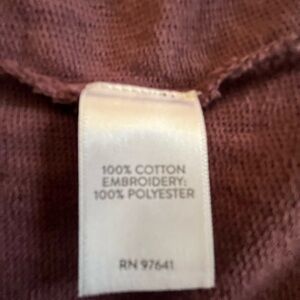 100% COTTON
EMBROIDERY:
100% POLYESTER
RN 97641